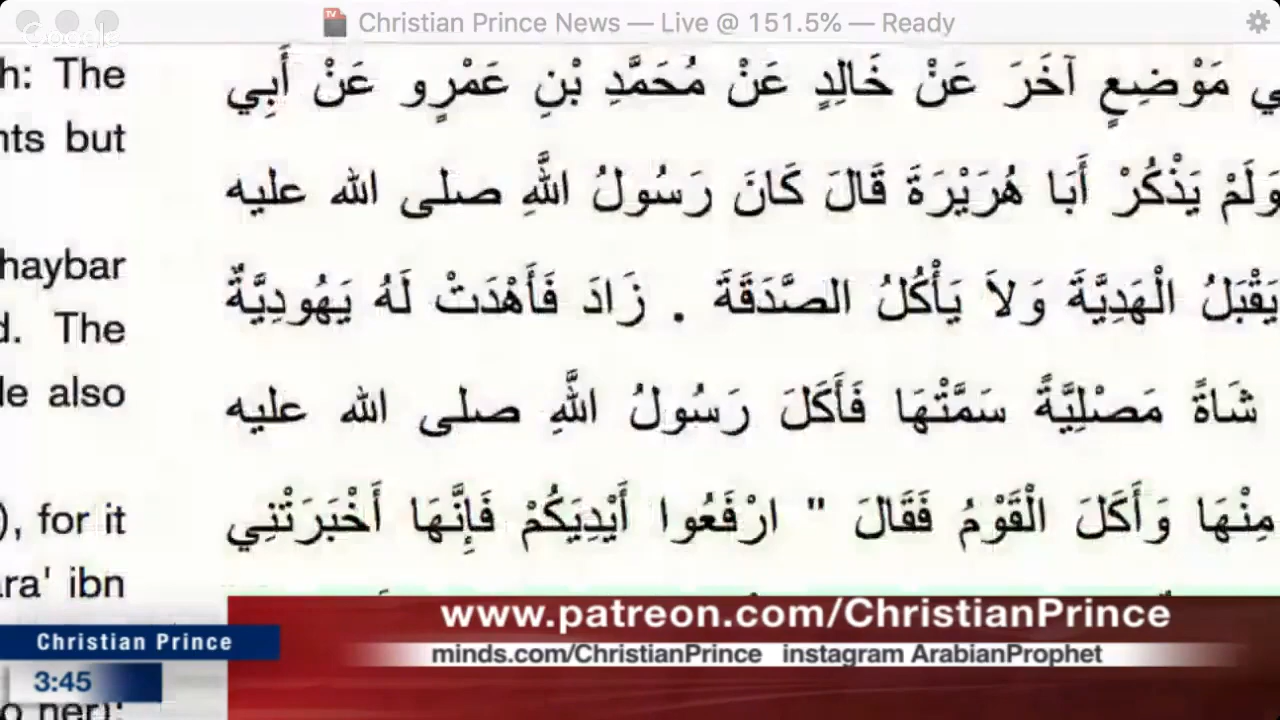 Google
Christian Prince News — Live @ 151.5% — Ready
h: The
nts but
haybar
d. The
le also
), for it
ara' ibn
ي مَوْضِعٍ آخَرَ عَنْ خَالِدٍ عَنْ مُحَمَّدِ بْنِ عَمْرٍو عَنْ أَبِي
وَلَمْ يَذْكُرْ أَبَا هُرَيْرَةَ قَالَ كَانَ رَسُولُ اللَّهِ صلى الله عليه
يَقْبَلُ الْهَدِيَّةَ وَلاَ يَأْكُلُ الصَّدَقَةَ . زَادَ فَأَهْدَتْ لَهُ يَهُودِيَّةٌ
شَاةً مَصْلِيَّةً سَمَّتْهَا فَأَكَلَ رَسُولُ اللَّهِ صلى الله عليه
مِنْهَا وَأَكَلَ الْقَوْمُ فَقَالَ " ارْفَعُوا أَيْدِيَكُمْ فَإِنَّهَا أَخْبَرَتْنِي
www.patreon.com/ChristianPrince
Christian Prince
minds.com/ChristianPrince instagram ArabianProphet
3:45